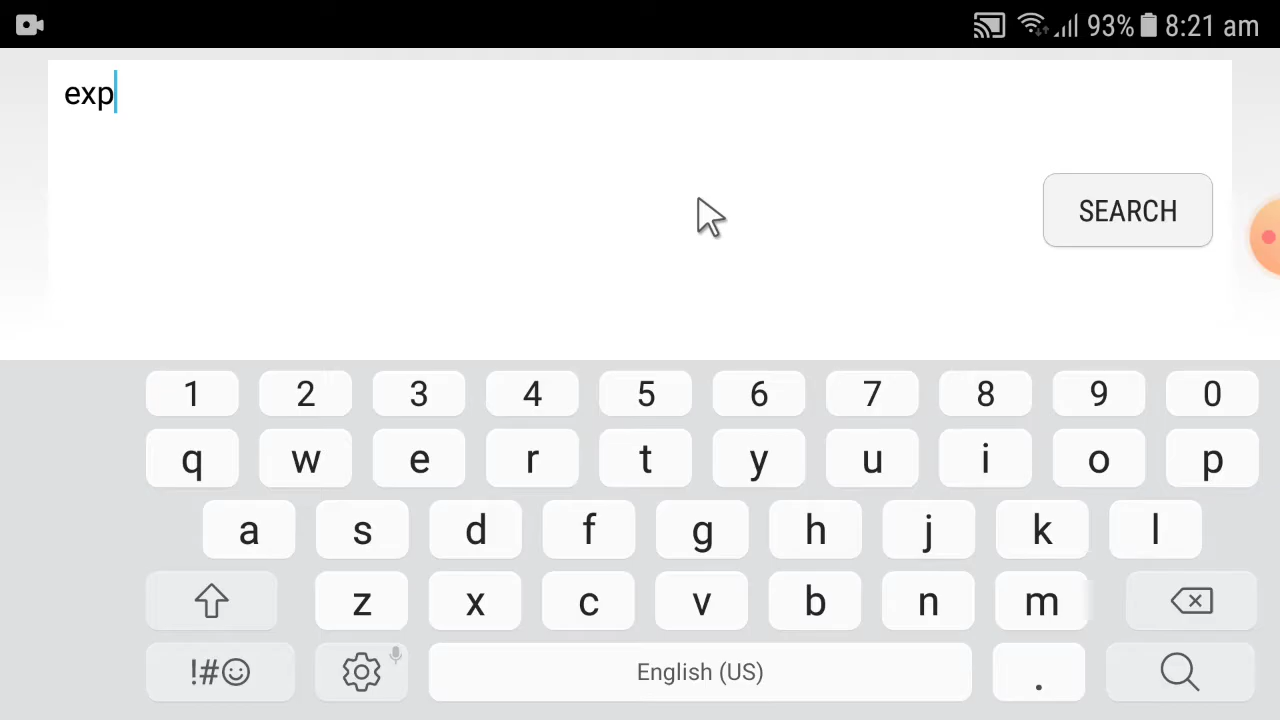 93% 8:21 am
exp
SEARCH
1 2 3 4 5 6 7 8 9 0
q w e r t y u i o p
a s d f g h j k l
z x c v b n m
!#☺ English (US) .